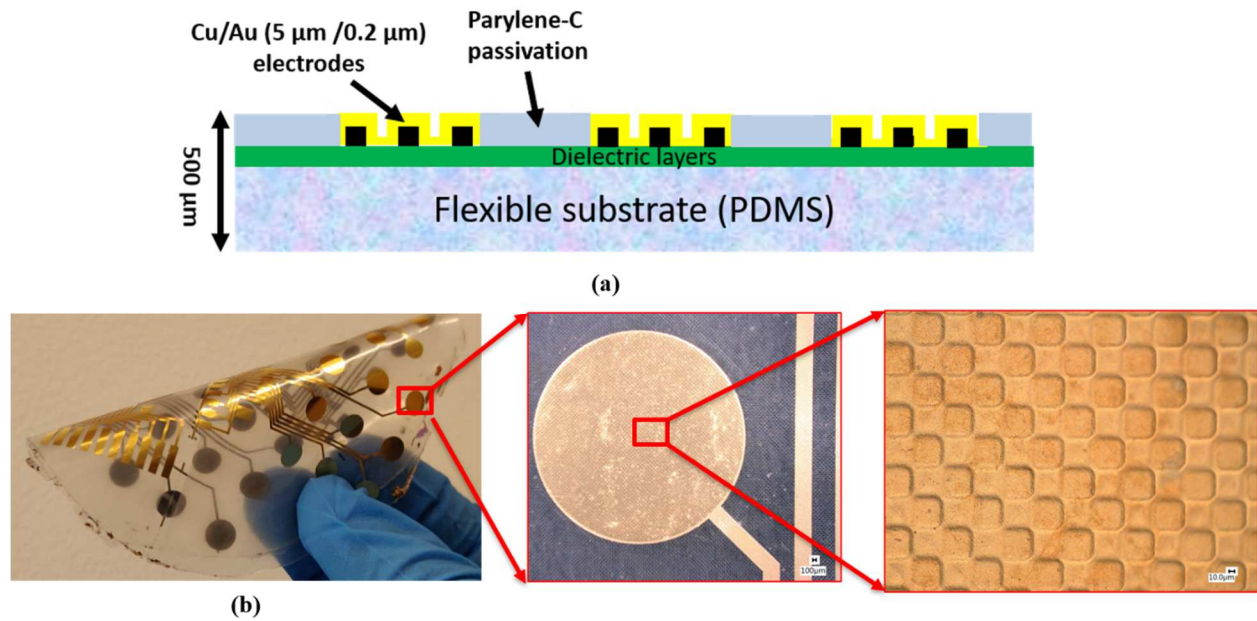 Cu/Au (5 µm /0.2 µm)
electrodes
Parylene-C
passivation
500 µm
Dielectric layers
Flexible substrate (PDMS)
(a)
100µm
10.0µm
(b)